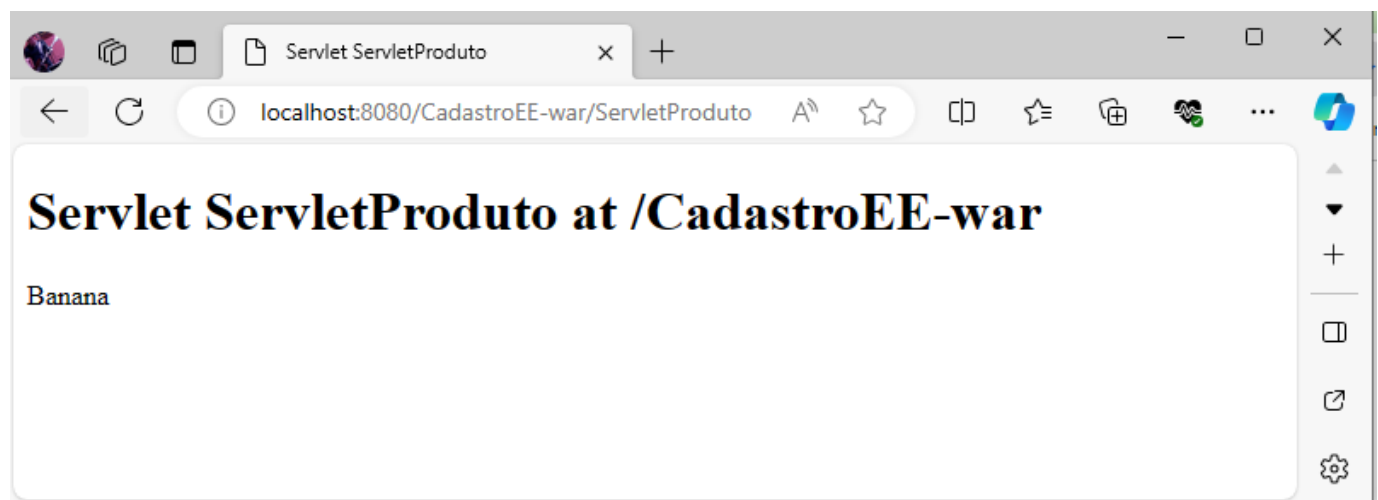 Servlet ServletProduto
localhost:8080/CadastroEE-war/ServletProduto
Servlet ServletProduto at /CadastroEE-war
Banana